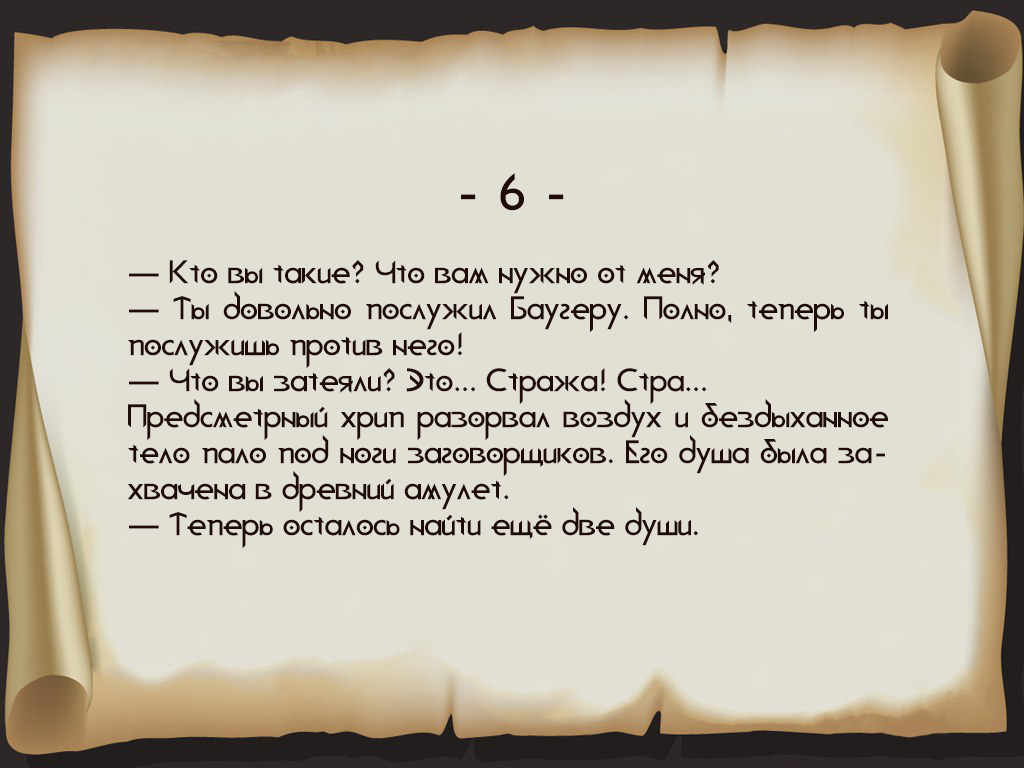 - 6 -
— Кто вы такие? Что вам нужно от меня?
— Ты довольно послужил Баугеру. Полно, теперь ты
послужишь против него!
— Что вы затеяли? Это... Стража! Стра...
Предсметрный хрип разорвал воздух и бездыханное
тело пало под ноги заговорщиков. Его душа была за-
хвачена в древний амулет.
— Теперь осталось найти ещё две души.